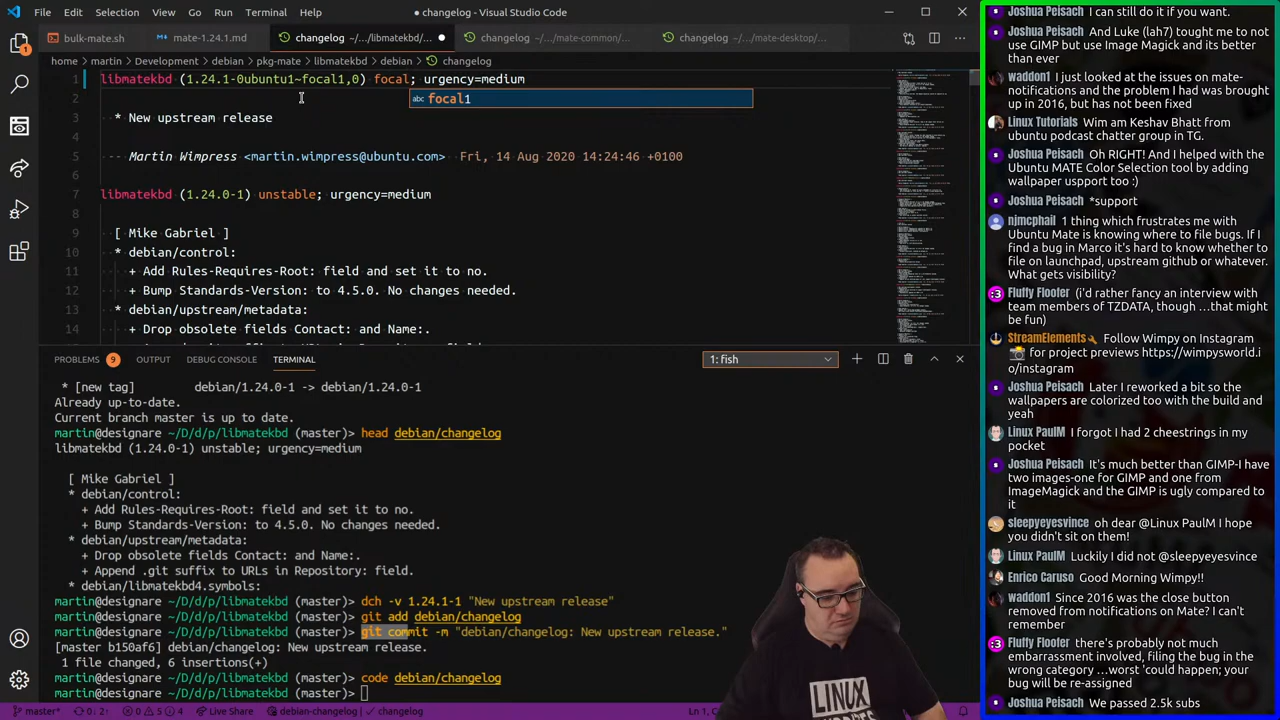 File Edit Selection View Go Run Terminal Help
● changelog - Visual Studio Code
bulk-mate.sh mate-1.24.1.md changelog ~/.../libmatekbd/... changelog ~/.../mate-common/... changelog ~/.../mate-desktop/...
home > martin > Development > debian > pkg-mate > libmatekbd > debian > changelog
1 libmatekbd (1.24.1-0ubuntu1~focal1,0) focal; urgency=medium
2
abc focal1
3 * New upstream release
4
5 -- Martin Wimpress <martin.wimpress@ubuntu.com> Fri, 14 Aug 2020 14:24:46 +0100
6
7 libmatekbd (1.24.0-1) unstable; urgency=medium
8
9 [ Mike Gabriel ]
10 * debian/control:
11 + Add Rules-Requires-Root: field and set it to no.
12 + Bump Standards-Version: to 4.5.0. No changes needed.
13 * debian/upstream/metadata:
14 + Drop obsolete fields Contact: and Name:.
PROBLEMS 9 OUTPUT DEBUG CONSOLE TERMINAL 1: fish
* [new tag] debian/1.24.0-1 -> debian/1.24.0-1
Already up-to-date.
Current branch master is up to date.
martin@designare ~/D/d/p/libmatekbd (master)> head debian/changelog
libmatekbd (1.24.0-1) unstable; urgency=medium
[ Mike Gabriel ]
* debian/control:
+ Add Rules-Requires-Root: field and set it to no.
+ Bump Standards-Version: to 4.5.0. No changes needed.
* debian/upstream/metadata:
+ Drop obsolete fields Contact: and Name:.
+ Append .git suffix to URLs in Repository: field.
* debian/libmatekbd4.symbols:
martin@designare ~/D/d/p/libmatekbd (master)> dch -v 1.24.1-1 "New upstream release"
martin@designare ~/D/d/p/libmatekbd (master)> git add debian/changelog
martin@designare ~/D/d/p/libmatekbd (master)> git commit -m "debian/changelog: New upstream release."
[master b150af6] debian/changelog: New upstream release.
1 file changed, 6 insertions(+)
martin@designare ~/D/d/p/libmatekbd (master)> code debian/changelog
martin@designare ~/D/d/p/libmatekbd (master)>
master* 0↓ 2↑ 0 5 4 Live Share debian-changelog changelog Ln 1,
LINUX
Joshua Peisach I can still do it if you want.
Joshua Peisach And Luke (lah7) tought me to not
use GIMP but use Image Magick and its better
than ever
waddon1 I just looked at the issues on mate-
notifications and the problem I had was brought
up in 2016, but has not been fixed
Linux Tutorials Wim am Keshav Bhatt from
ubuntu podcast chatter group in TG.
Joshua Peisach Oh RIGHT! And I helped with the
Ubuntu MATE Color Selection tool by adding
wallpaper usport too :)
Joshua Peisach *support
njmcphail 1 thing which frustrates me with
Ubuntu Mate is knowing where to file bugs. If I
find a bug in Marco it's hard to know whether to
file on launchpad, upstream github or whatever.
What gets visibility?
Fluffy Floofer (i'd rather fancy an interview with
team members of TZDATA, though ...that might
be fun)
StreamElements Follow Wimpy on Instagram
for project previews https://wimpysworld.i
o/instagram
Joshua Peisach Later I reworked a bit so the
wallpapers are colorized too with the build and
yeah
Linux PaulM I forgot I had 2 cheestrings in my
pocket
Joshua Peisach It's much better than GIMP-I have
two images-one for GIMP and one from
ImageMagick and the GIMP is ugly compared to
it
sleepyeyesvince oh dear @Linux PaulM I hope
you didn't sit on them!
Linux PaulM Luckily I did not @sleepyeyesvince
Enrico Caruso Good Morning Wimpy!!
waddon1 Since 2016 was the close button
removed from notifications on Mate? I can't
remember
Fluffy Floofer there's probably not much
embarrassment involved, filing the bug in the
wrong category ...worst 'could happen; your
bug will be re-assigned
Joshua Peisach We passed 2.5k subs